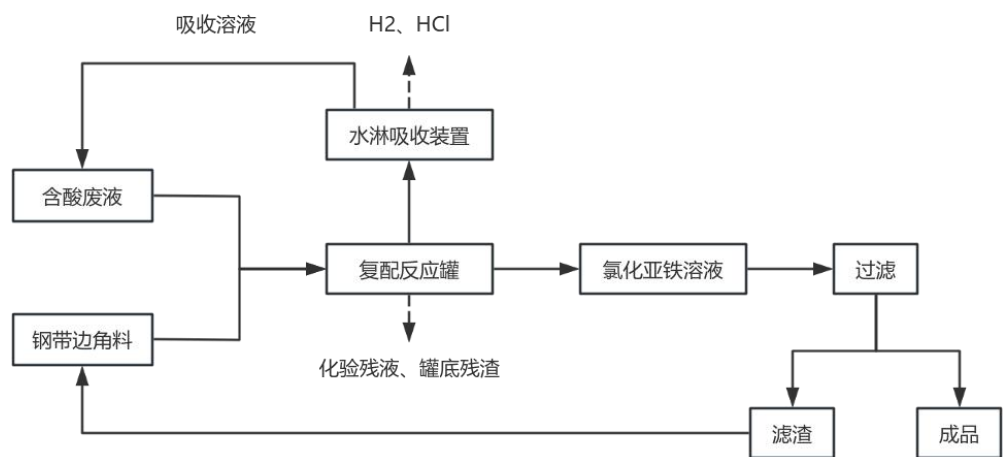 吸收溶液
H2、HCl
水淋吸收装置
含酸废液
复配反应罐
氯化亚铁溶液
过滤
钢带边角料
化验残液、罐底残渣
滤渣
成品